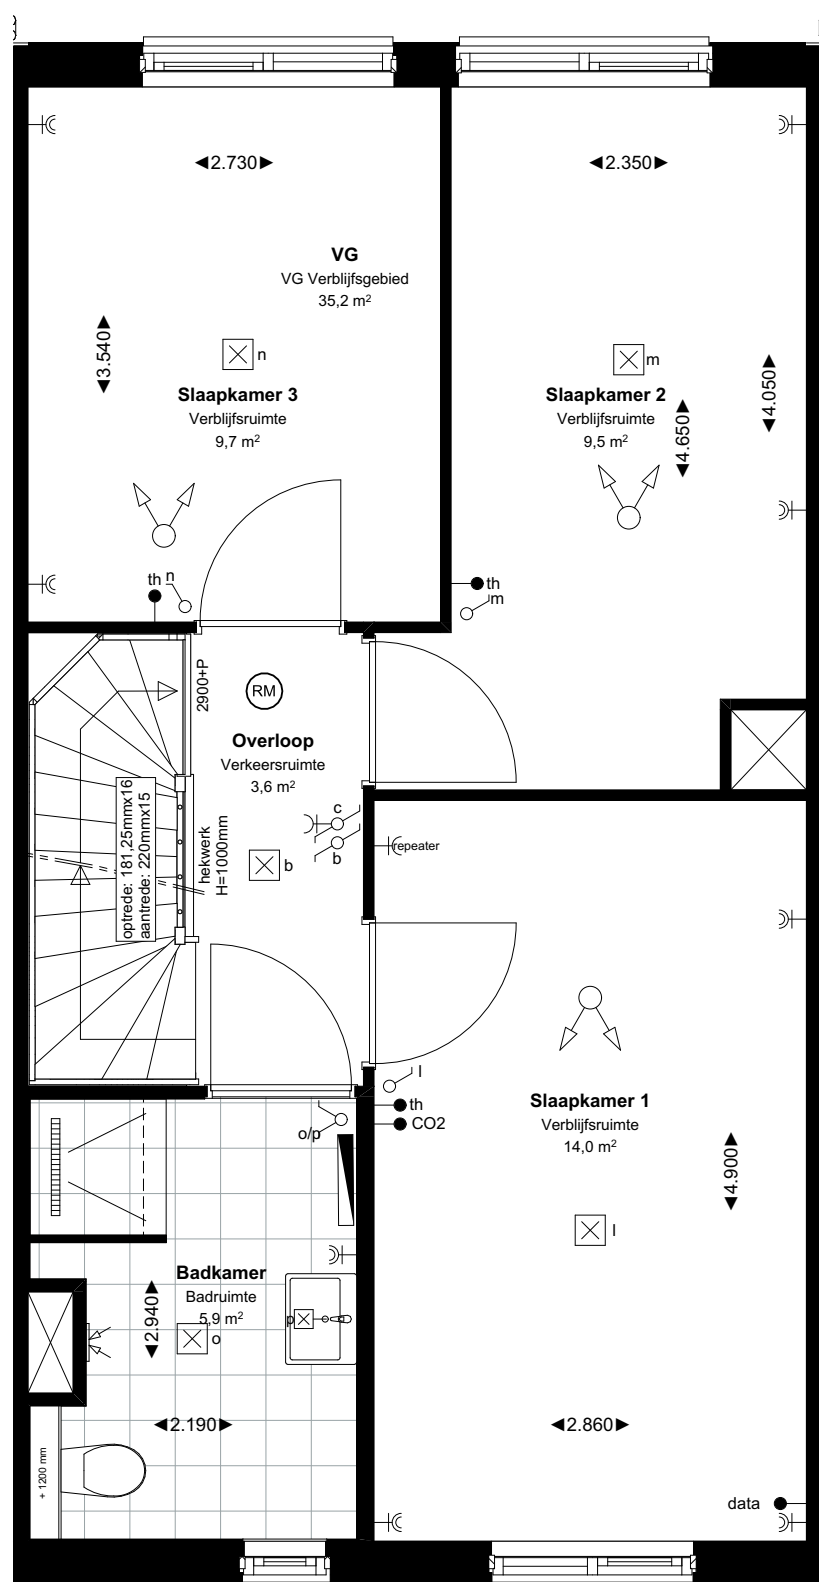 2.730
2.350
VG
VG Verblijfsgebied
35,2 m²
3.540
n
Slaapkamer 3
Verblijfsruimte
9,7 m²
m
Slaapkamer 2
Verblijfsruimte
9,5 m²
4.650
4.050
th
n
th
m
2900+P
RM
Overloop
Verkeersruimte
3,6 m²
optrede: 181,25mmx16
aantrede: 220mmx15
hekwerk
H=1000mm
c
b
b
repeater
l
th
CO2
o/p
Slaapkamer 1
Verblijfsruimte
14,0 m²
4.900
l
Badkamer
Badruimte
5,9 m²
2.940
o
p
2.190
2.860
+ 1200 mm
data